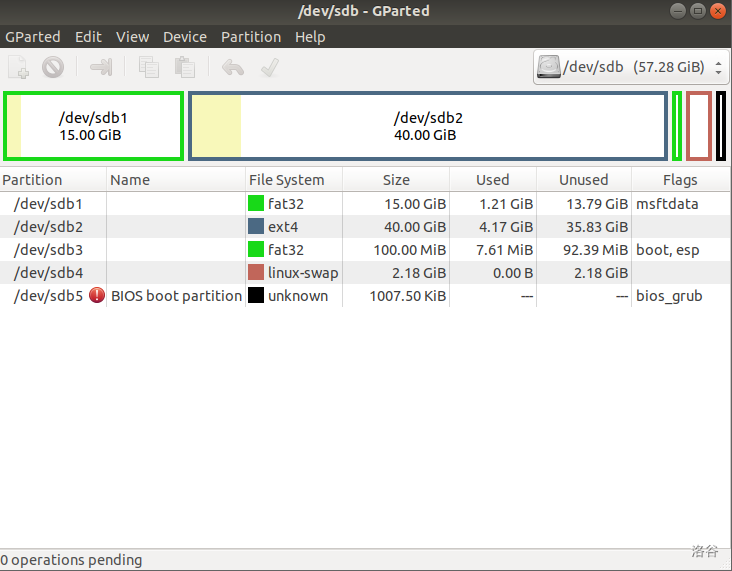 /dev/sdb - GParted
GParted Edit View Device Partition Help
/dev/sdb (57.28 GiB)
/dev/sdb1
15.00 GiB
/dev/sdb2
40.00 GiB
Partition Name File System Size Used Unused Flags
/dev/sdb1 fat32 15.00 GiB 1.21 GiB 13.79 GiB msftdata
/dev/sdb2 ext4 40.00 GiB 4.17 GiB 35.83 GiB
/dev/sdb3 fat32 100.00 MiB 7.61 MiB 92.39 MiB boot, esp
/dev/sdb4 linux-swap 2.18 GiB 0.00 B 2.18 GiB
/dev/sdb5 BIOS boot partition unknown 1007.50 KiB --- --- bios_grub
0 operations pending
洛谷